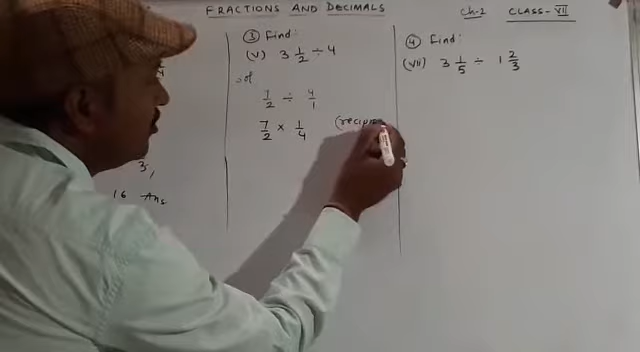 FRACTIONS AND DECIMALS
Ch-2 CLASS-VII
3,
16 Ans
③ Find:
(v) 3 1/2 ÷ 4
7/2 ÷ 4/1
7/2 × 1/4
④ Find:
(vii) 3 1/5 ÷ 1 2/3